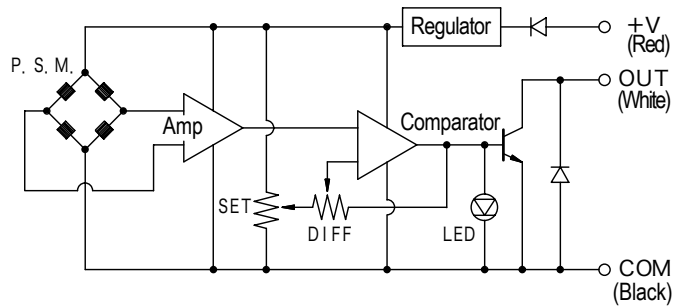 Regulator
+V
(Red)
P. S. M.
OUT
(White)
Amp
Comparator
SET
DIFF
LED
COM
(Black)